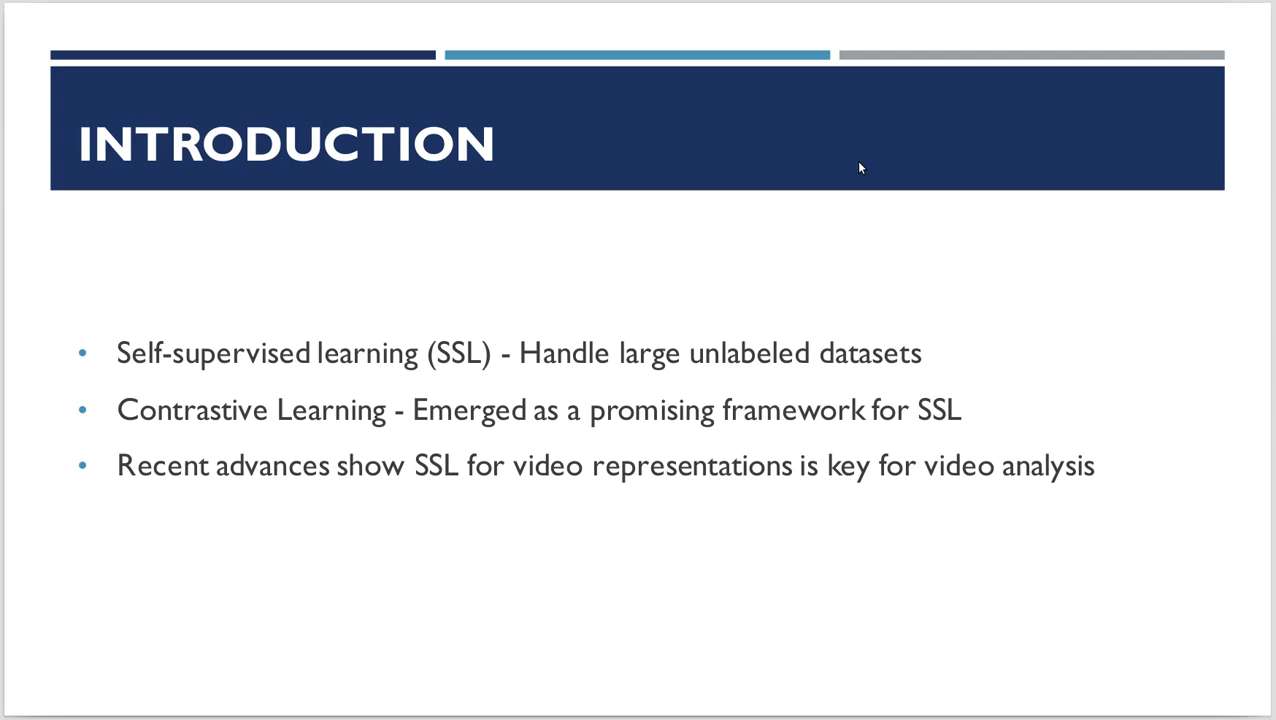 INTRODUCTION
• Self-supervised learning (SSL) - Handle large unlabeled datasets
• Contrastive Learning - Emerged as a promising framework for SSL
• Recent advances show SSL for video representations is key for video analysis